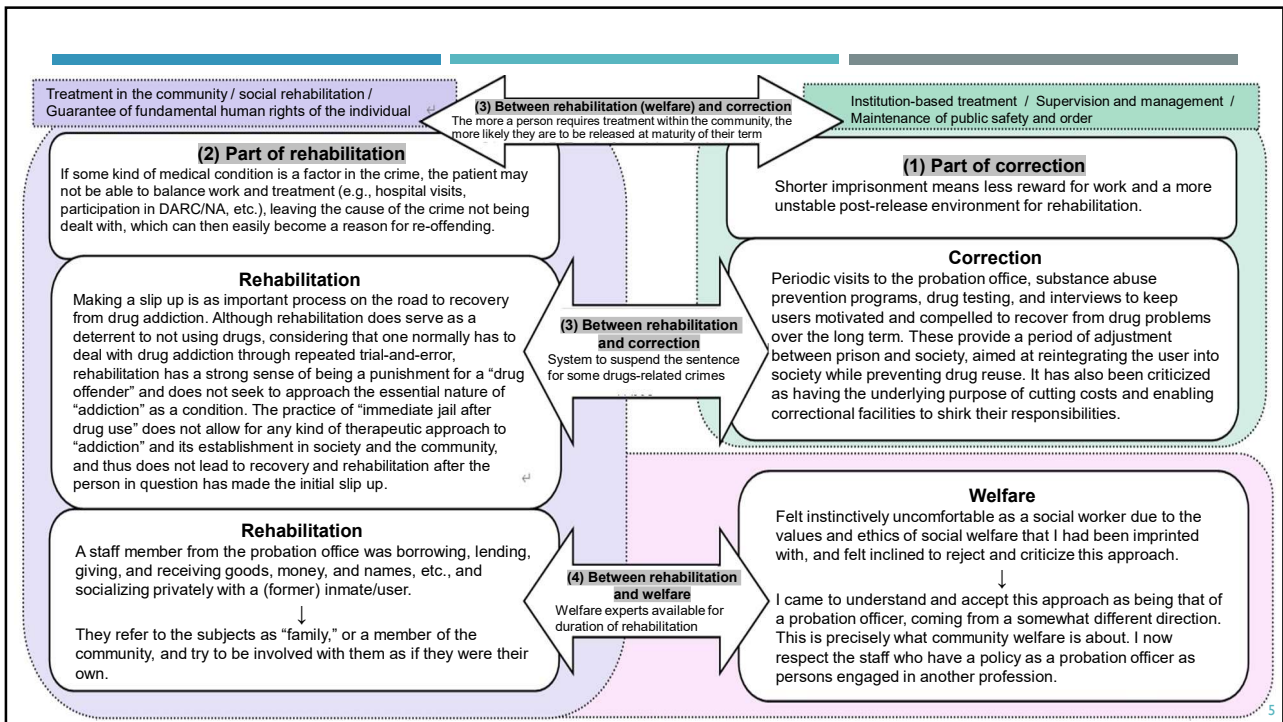 Treatment in the community / social rehabilitation /
Guarantee of fundamental human rights of the individual
(3) Between rehabilitation (welfare) and correction
The more a person requires treatment within the community, the
more likely they are to be released at maturity of their term
Institution-based treatment / Supervision and management /
Maintenance of public safety and order
(2) Part of rehabilitation
If some kind of medical condition is a factor in the crime, the patient may
not be able to balance work and treatment (e.g., hospital visits,
participation in DARC/NA, etc.), leaving the cause of the crime not being
dealt with, which can then easily become a reason for re-offending.
(1) Part of correction
Shorter imprisonment means less reward for work and a more
unstable post-release environment for rehabilitation.
Rehabilitation
Making a slip up is as important process on the road to recovery
from drug addiction. Although rehabilitation does serve as a
deterrent to not using drugs, considering that one normally has to
deal with drug addiction through repeated trial-and-error,
rehabilitation has a strong sense of being a punishment for a “drug
offender” and does not seek to approach the essential nature of
“addiction” as a condition. The practice of “immediate jail after
drug use” does not allow for any kind of therapeutic approach to
“addiction” and its establishment in society and the community,
and thus does not lead to recovery and rehabilitation after the
person in question has made the initial slip up.
(3) Between rehabilitation
and correction
System to suspend the sentence
for some drugs-related crimes
Correction
Periodic visits to the probation office, substance abuse
prevention programs, drug testing, and interviews to keep
users motivated and compelled to recover from drug problems
over the long term. These provide a period of adjustment
between prison and society, aimed at reintegrating the user into
society while preventing drug reuse. It has also been criticized
as having the underlying purpose of cutting costs and enabling
correctional facilities to shirk their responsibilities.
Rehabilitation
A staff member from the probation office was borrowing, lending,
giving, and receiving goods, money, and names, etc., and
socializing privately with a (former) inmate/user.
↓
They refer to the subjects as “family,” or a member of the
community, and try to be involved with them as if they were their
own.
(4) Between rehabilitation
and welfare
Welfare experts available for
duration of rehabilitation
Welfare
Felt instinctively uncomfortable as a social worker due to the
values and ethics of social welfare that I had been imprinted
with, and felt inclined to reject and criticize this approach.
↓
I came to understand and accept this approach as being that of
a probation officer, coming from a somewhat different direction.
This is precisely what community welfare is about. I now
respect the staff who have a policy as a probation officer as
persons engaged in another profession.
5